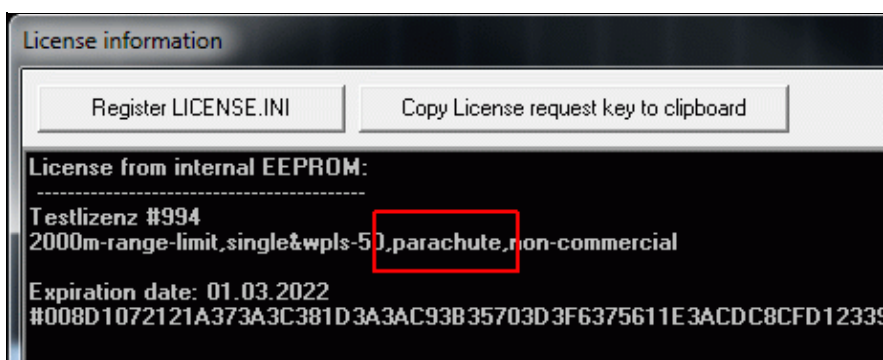 License information
Register LICENSE.INI
Copy License request key to clipboard
License from internal EEPROM:
-------------------------------------------
Testlizenz #994
2000m-range-limit,single&wpls-50,parachute,non-commercial
Expiration date: 01.03.2022
#008D1072121A373A3C381D3A3AC93B35703D3F6375611E3ACDC8CFD12339